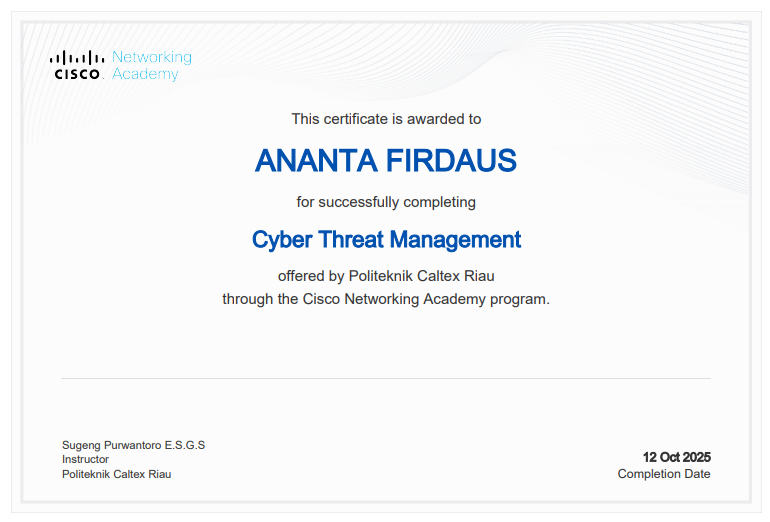 Networking
CISCO Academy
This certificate is awarded to
ANANTA FIRDAUS
for successfully completing
Cyber Threat Management
offered by Politeknik Caltex Riau
through the Cisco Networking Academy program.
Sugeng Purwantoro E.S.G.S
Instructor
Politeknik Caltex Riau
12 Oct 2025
Completion Date